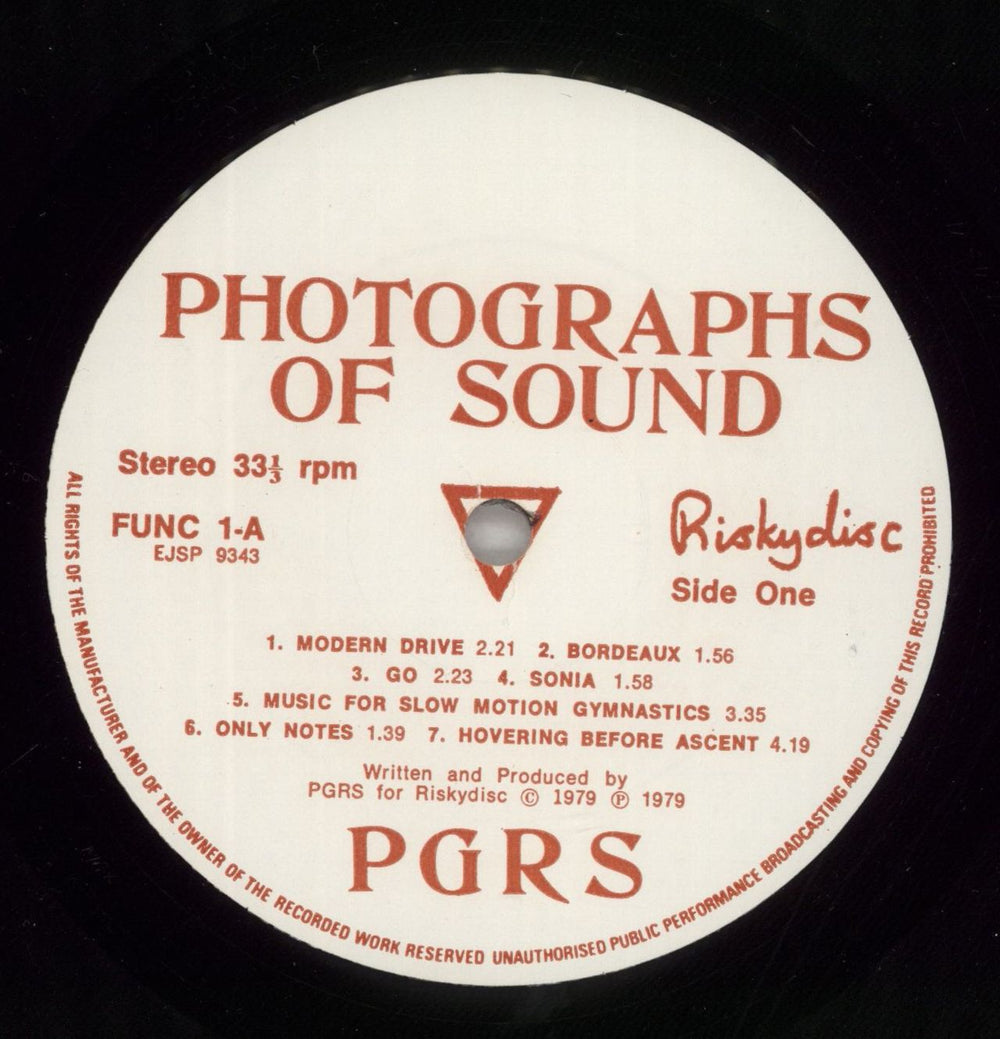 PHOTOGRAPHS
OF SOUND
Stereo 33⅓ rpm
FUNC 1-A
EJSP 9343
Riskydisc
Side One
1. MODERN DRIVE 2.21 2. BORDEAUX 1.56
3. GO 2.23 4. SONIA 1.58
5. MUSIC FOR SLOW MOTION GYMNASTICS 3.35
6. ONLY NOTES 1.39 7. HOVERING BEFORE ASCENT 4.19
Written and Produced by
PGRS for Riskydisc © 1979 ℗ 1979
PGRS
ALL RIGHTS OF THE MANUFACTURER AND OF THE OWNER OF THE RECORDED WORK RESERVED UNAUTHORISED PUBLIC PERFORMANCE BROADCASTING AND COPYING OF THIS RECORD PROHIBITED